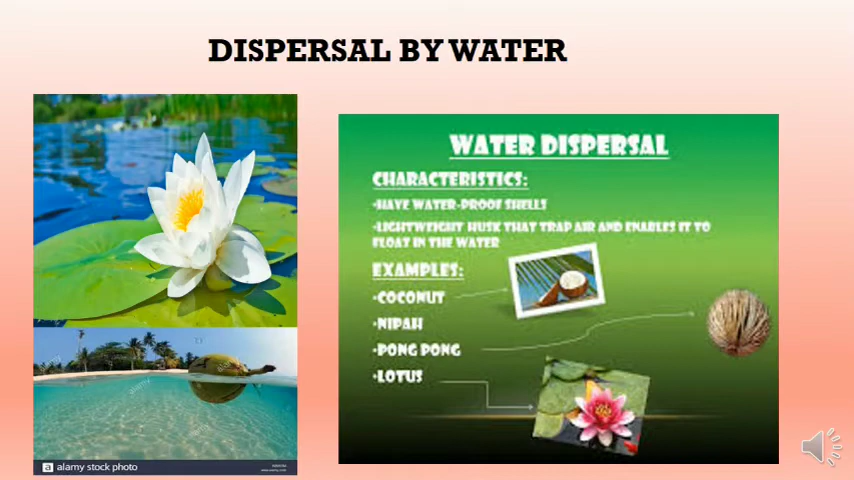 DISPERSAL BY WATER
WATER DISPERSAL
CHARACTERISTICS:
•HAVE WATER-PROOF SHELLS
•LIGHTWEIGHT HUSK THAT TRAP AIR AND ENABLES IT TO
FLOAT IN THE WATER
EXAMPLES:
•COCONUT
•NIPAH
•PONG PONG
•LOTUS
a alamy stock photo